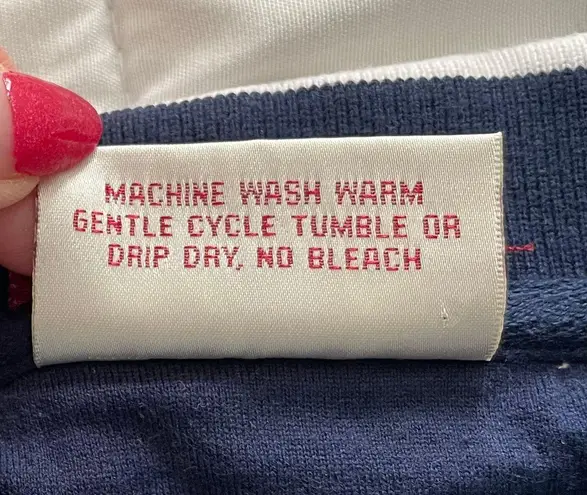 MACHINE WASH WARM
GENTLE CYCLE TUMBLE OR
DRIP DRY, NO BLEACH